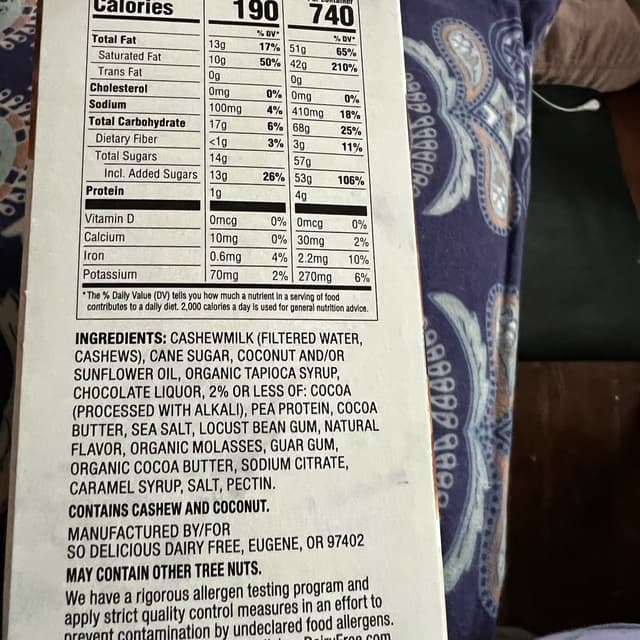 Calories 190 740
% DV* % DV*
Total Fat 13g 17% 51g 65%
Saturated Fat 10g 50% 42g 210%
Trans Fat 0g 0g
Cholesterol 0mg 0% 0mg 0%
Sodium 100mg 4% 410mg 18%
Total Carbohydrate 17g 6% 68g 25%
Dietary Fiber <1g 3% 3g 11%
Total Sugars 14g 57g
Incl. Added Sugars 13g 26% 53g 106%
Protein 1g 4g
Vitamin D 0mcg 0% 0mcg 0%
Calcium 10mg 0% 30mg 2%
Iron 0.6mg 4% 2.2mg 10%
Potassium 70mg 2% 270mg 6%
*The % Daily Value (DV) tells you how much a nutrient in a serving of food
contributes to a daily diet. 2,000 calories a day is used for general nutrition advice.
INGREDIENTS: CASHEWMILK (FILTERED WATER,
CASHEWS), CANE SUGAR, COCONUT AND/OR
SUNFLOWER OIL, ORGANIC TAPIOCA SYRUP,
CHOCOLATE LIQUOR, 2% OR LESS OF: COCOA
(PROCESSED WITH ALKALI), PEA PROTEIN, COCOA
BUTTER, SEA SALT, LOCUST BEAN GUM, NATURAL
FLAVOR, ORGANIC MOLASSES, GUAR GUM,
ORGANIC COCOA BUTTER, SODIUM CITRATE,
CARAMEL SYRUP, SALT, PECTIN.
CONTAINS CASHEW AND COCONUT.
MANUFACTURED BY/FOR
SO DELICIOUS DAIRY FREE, EUGENE, OR 97402
MAY CONTAIN OTHER TREE NUTS.
We have a rigorous allergen testing program and
apply strict quality control measures in an effort to
prevent contamination by undeclared food allergens.